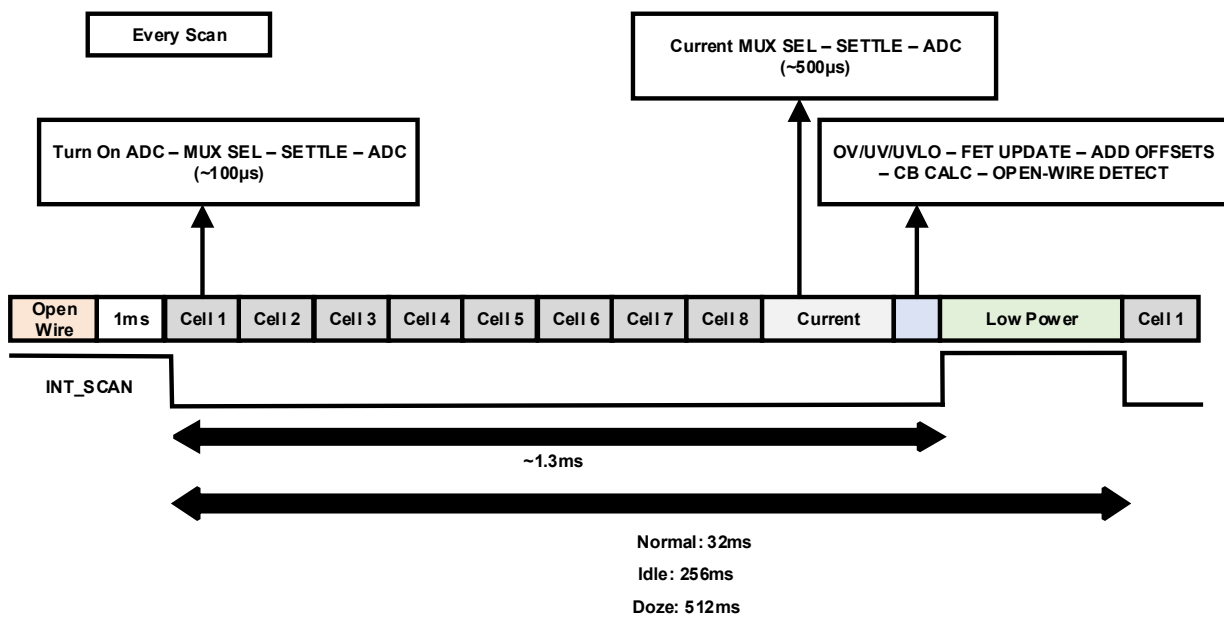 Every Scan
Current MUX SEL – SETTLE – ADC
(~500µs)
Turn On ADC – MUX SEL – SETTLE – ADC
(~100µs)
OV/UV/UVLO – FET UPDATE – ADD OFFSETS
– CB CALC – OPEN-WIRE DETECT
Open
Wire
1ms
Cell 1
Cell 2
Cell 3
Cell 4
Cell 5
Cell 6
Cell 7
Cell 8
Current
Low Power
Cell 1
INT_SCAN
~1.3ms
Normal: 32ms
Idle: 256ms
Doze: 512ms